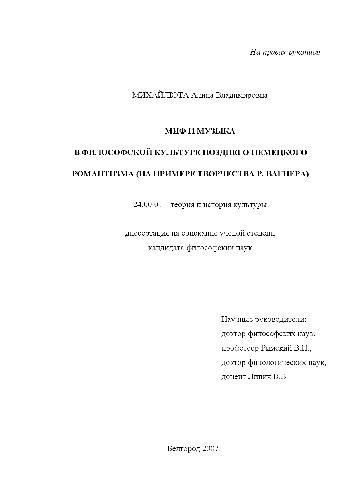 На правах рукописи
МИХАЙЛОВА Алина Владимировна
МИФ И МУЗЫКА
В ФИЛОСОФСКОЙ КУЛЬТУРЕ ПОЗДНЕГО НЕМЕЦКОГО
РОМАНТИЗМА (НА ПРИМЕРЕ ТВОРЧЕСТВА Р. ВАГНЕРА)
24.00.01 – теория и история культуры
диссертация на соискание ученой степени
кандидата философских наук
Научные руководители:
доктор философских наук,
профессор Римский В.П.,
доктор филологических наук,
доцент
Белгород 2007